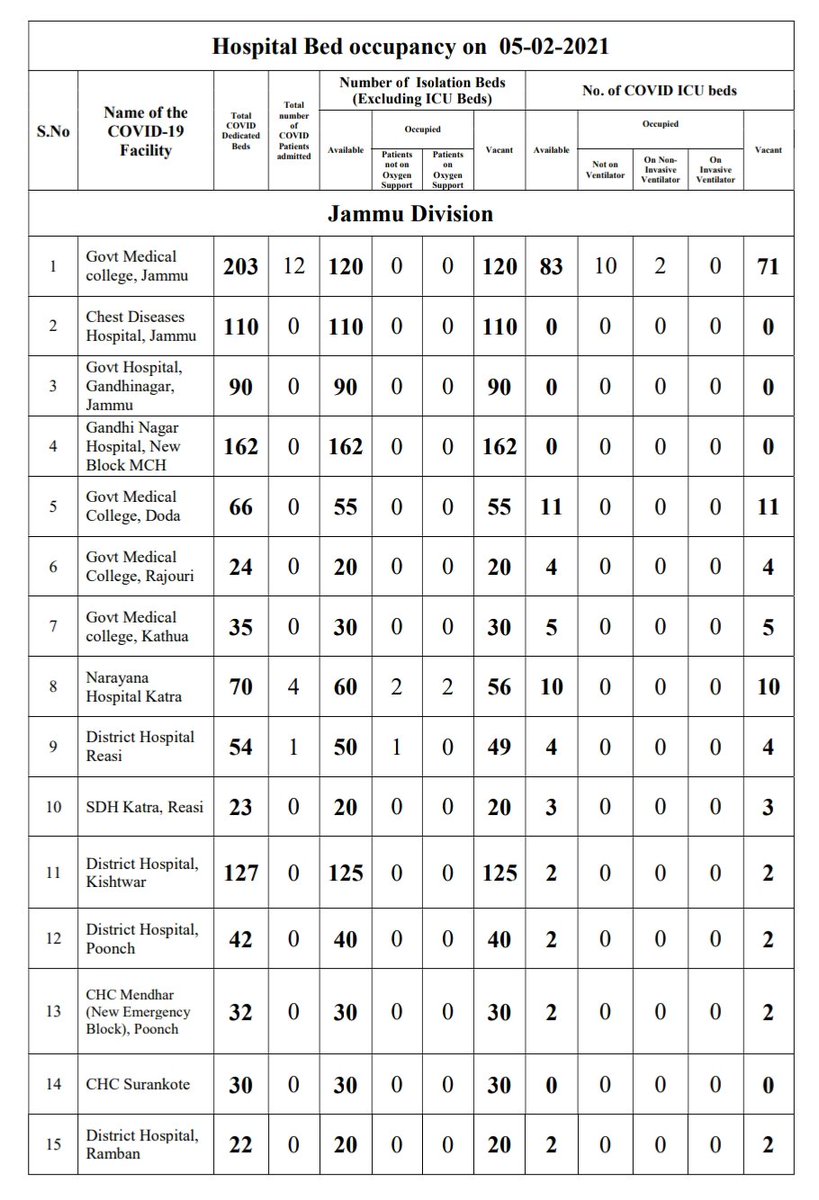 Hospital Bed occupancy on 05-02-2021
S.No
Name of the
COVID-19
Facility
Total
COVID
Dedicated
Beds
Total
number
of
COVID
Patients
admitted
Number of Isolation Beds
(Excluding ICU Beds)
No. of COVID ICU beds
Available
Occupied
Patients
not on
Oxygen
Support
Patients
on
Oxygen
Support
Vacant
Available
Occupied
Not on
Ventilator
On Non-
Invasive
Ventilator
On
Invasive
Ventilator
Vacant
Jammu Division
1 Govt Medical
college, Jammu 203 12 120 0 0 120 83 10 2 0 71
2 Chest Diseases
Hospital, Jammu 110 0 110 0 0 110 0 0 0 0 0
3 Govt Hospital,
Gandhinagar,
Jammu 90 0 90 0 0 90 0 0 0 0 0
4 Gandhi Nagar
Hospital, New
Block MCH 162 0 162 0 0 162 0 0 0 0 0
5 Govt Medical
College, Doda 66 0 55 0 0 55 11 0 0 0 11
6 Govt Medical
College, Rajouri 24 0 20 0 0 20 4 0 0 0 4
7 Govt Medical
college, Kathua 35 0 30 0 0 30 5 0 0 0 5
8 Narayana
Hospital Katra 70 4 60 2 2 56 10 0 0 0 10
9 District Hospital
Reasi 54 1 50 1 0 49 4 0 0 0 4
10 SDH Katra, Reasi 23 0 20 0 0 20 3 0 0 0 3
11 District Hospital,
Kishtwar 127 0 125 0 0 125 2 0 0 0 2
12 District Hospital,
Poonch 42 0 40 0 0 40 2 0 0 0 2
13 CHC Mendhar
(New Emergency
Block), Poonch 32 0 30 0 0 30 2 0 0 0 2
14 CHC Surankote 30 0 30 0 0 30 0 0 0 0 0
15 District Hospital,
Ramban 22 0 20 0 0 20 2 0 0 0 2